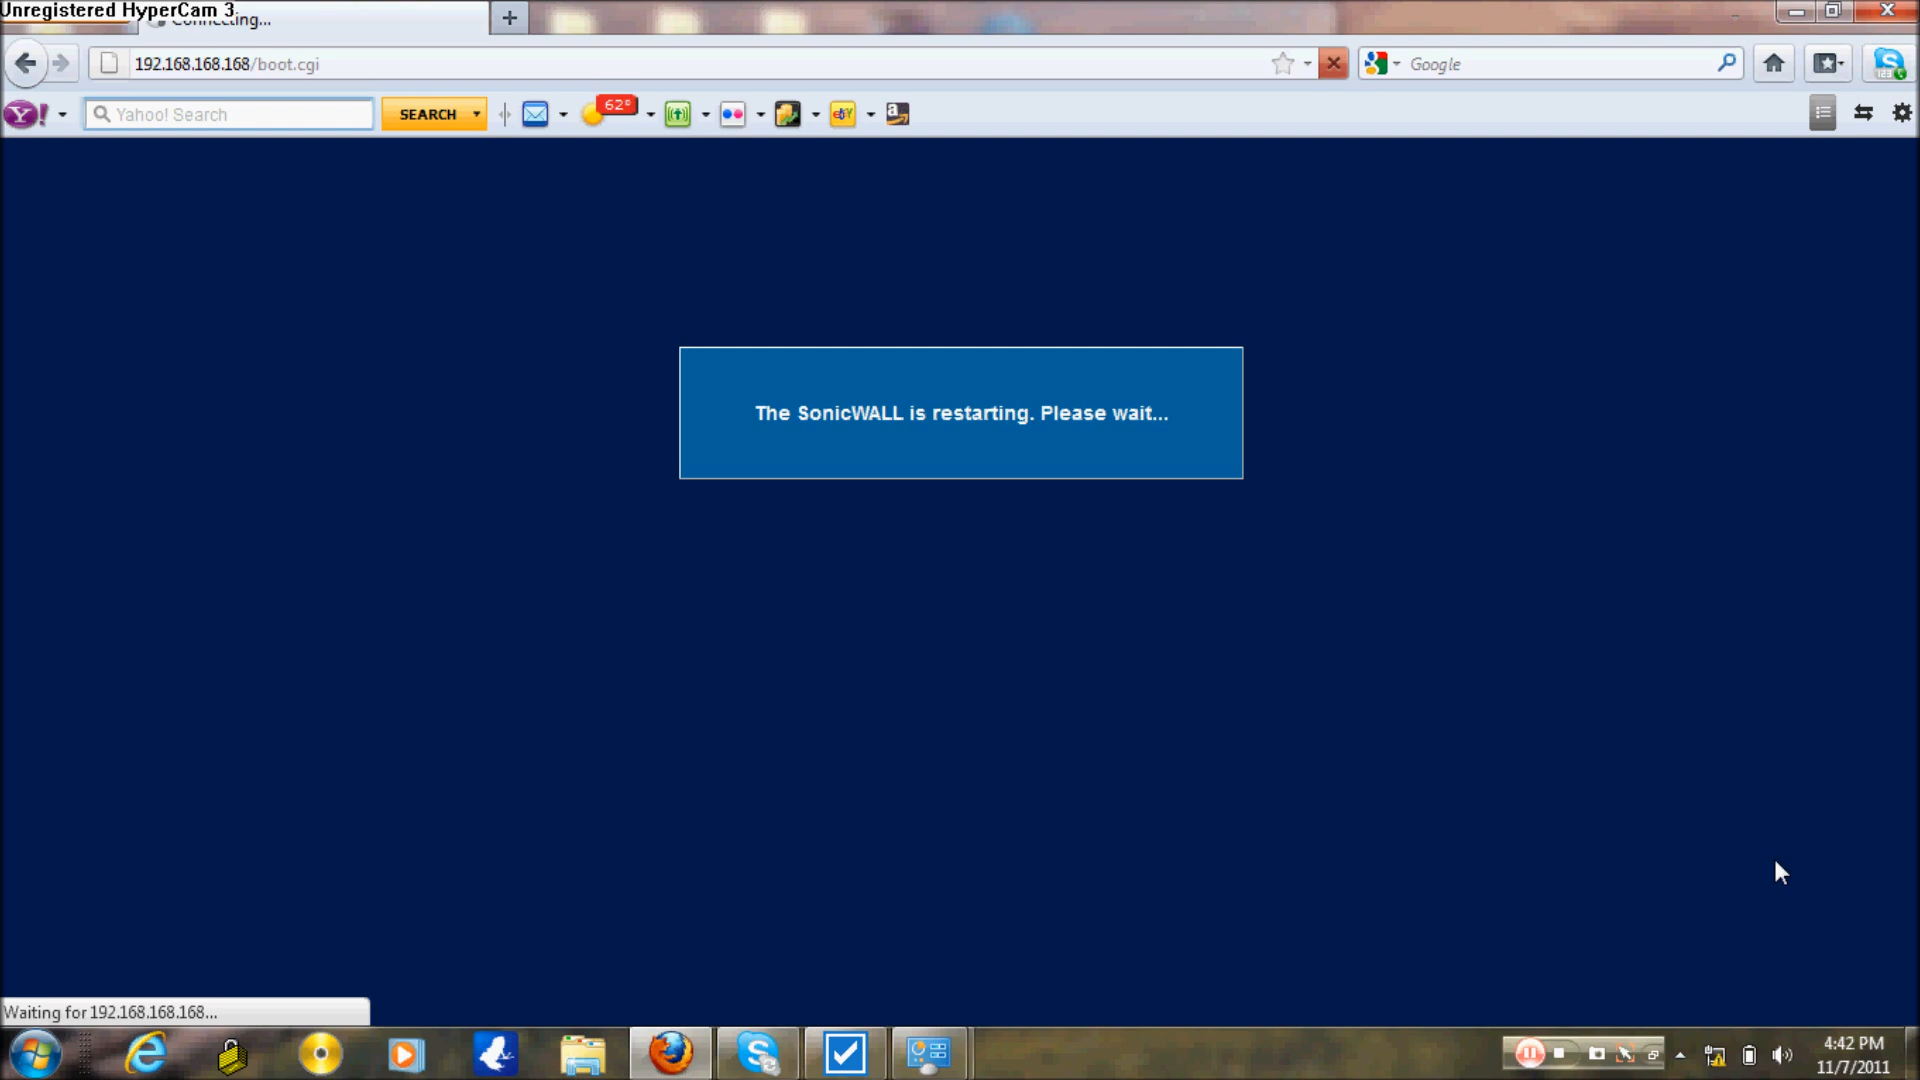 Unregistered HyperCam 3
Connecting...
192.168.168.168/boot.cgi
Google
Yahoo! Search
SEARCH
62°
The SonicWALL is restarting. Please wait...
Waiting for 192.168.168.168...
4:42 PM
11/7/2011